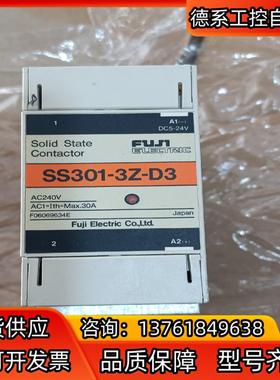 德系工控自
1
A1(+)
DC5-24V
Solid State
Contactor
FUJI
ELECTRIC
SS301-3Z-D3
AC240V
AC1-Ith-Max.30A
F06069634E
Japan
Fuji Electric Co.,Ltd.
2
A2(-)
货供应
咨询:13761849638
可开发票
品质保障
型号齐